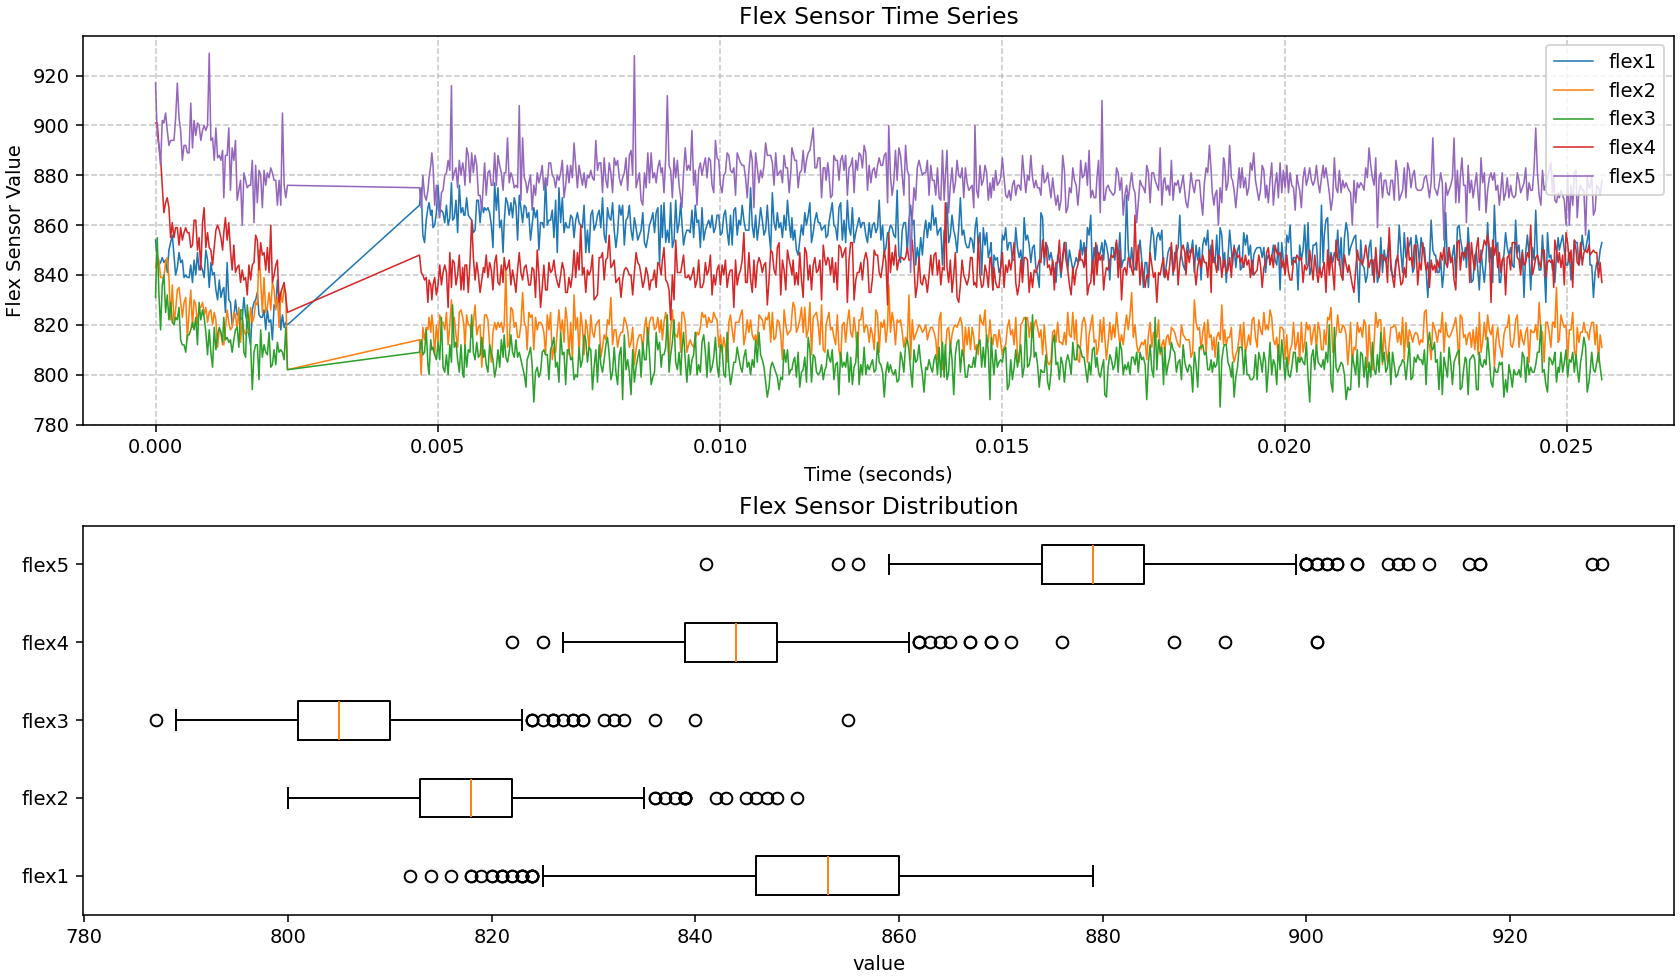 Flex Sensor Time Series
Flex Sensor Value
920
900
880
860
840
820
800
780
flex1
flex2
flex3
flex4
flex5
0.000 0.005 0.010 0.015 0.020 0.025
Time (seconds)
Flex Sensor Distribution
flex5
flex4
flex3
flex2
flex1
780 800 820 840 860 880 900 920
value